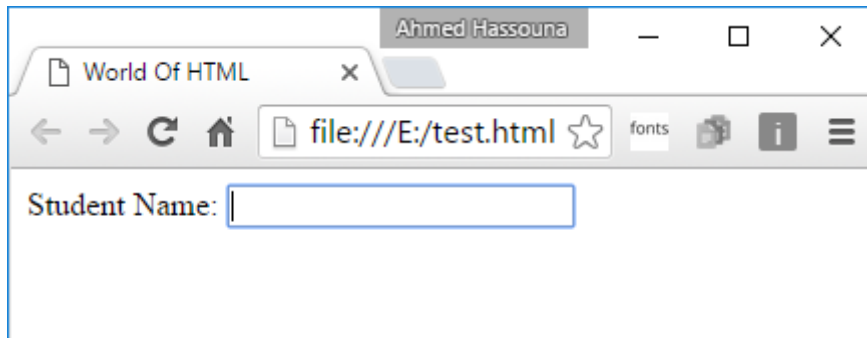 Ahmed Hassouna
World Of HTML
file:///E:/test.html fonts i
Student Name: